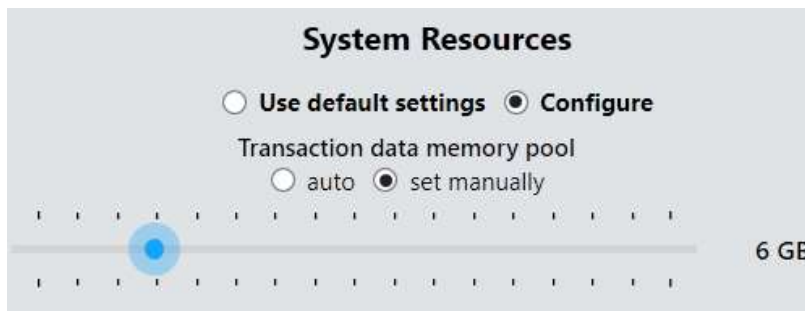 System Resources
Use default settings Configure
Transaction data memory pool
auto set manually
6 GB